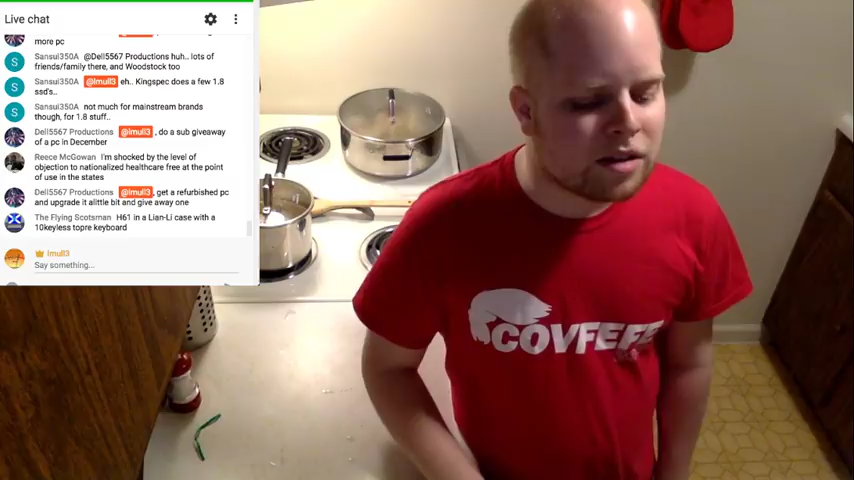 Live chat
more pc
Sansui350A @Dell5567 Productions huh.. lots of
friends/family there, and Woodstock too
Sansui350A @lmull3 eh.. Kingspec does a few 1.8
ssd's..
Sansui350A not much for mainstream brands
though, for 1.8 stuff..
Dell5567 Productions @lmull3 , do a sub giveaway
of a pc in December
Reece McGowan I'm shocked by the level of
objection to nationalized healthcare free at the point
of use in the states
Dell5567 Productions @lmull3, get a refurbished pc
and upgrade it alittle bit and give away one
The Flying Scotsman H61 in a Lian-Li case with a
10keyless topre keyboard
lmull3
Say something...
S
S
S
COVFEFE